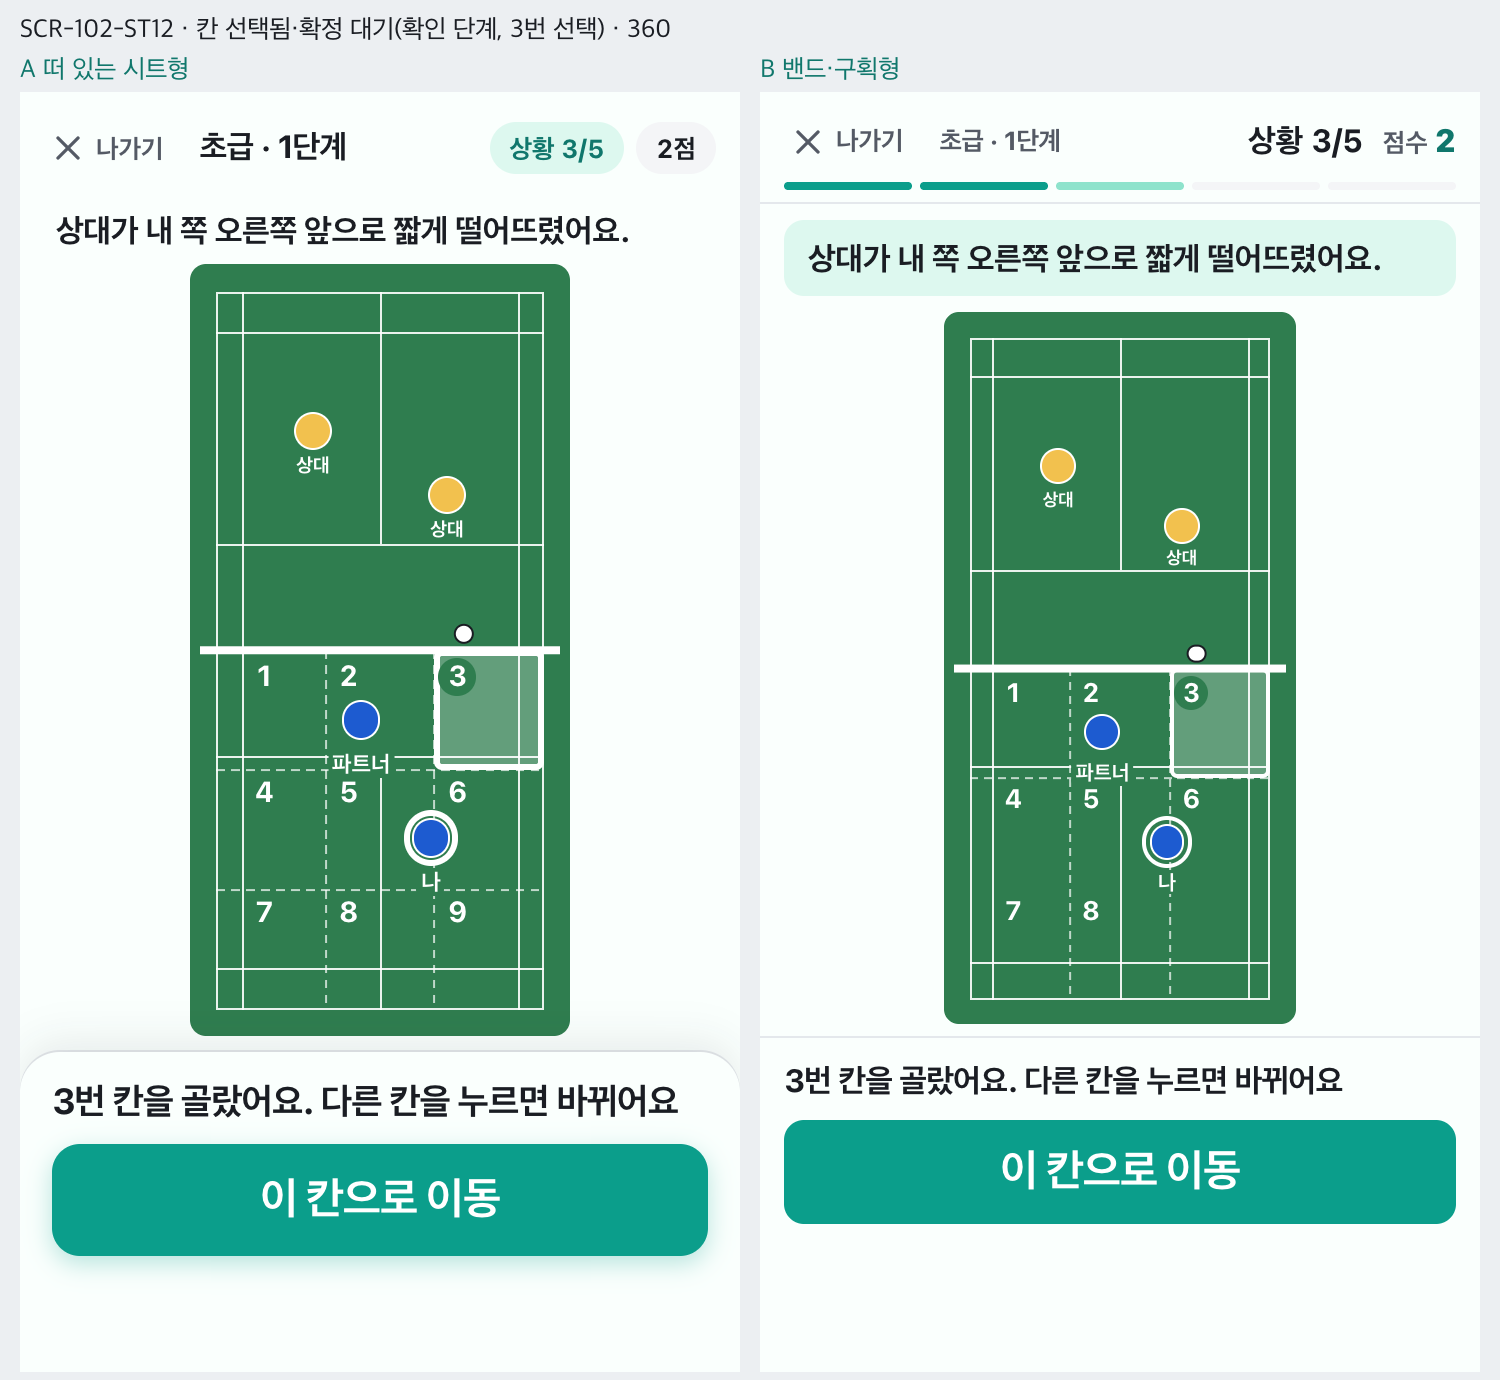 SCR-102-ST12 · 칸 선택됨·확정 대기(확인 단계, 3번 선택) · 360
A 떠 있는 시트형
나가기 초급 · 1단계 상황 3/5 2점
상대가 내 쪽 오른쪽 앞으로 짧게 떨어뜨렸어요.
상대
상대
1 2 3
파트너
4 5 6
나
7 8 9
3번 칸을 골랐어요. 다른 칸을 누르면 바뀌어요
이 칸으로 이동
B 밴드·구획형
나가기 초급 · 1단계 상황 3/5 점수 2
상대가 내 쪽 오른쪽 앞으로 짧게 떨어뜨렸어요.
상대
상대
1 2 3
파트너
4 5 6
나
7 8
3번 칸을 골랐어요. 다른 칸을 누르면 바뀌어요
이 칸으로 이동